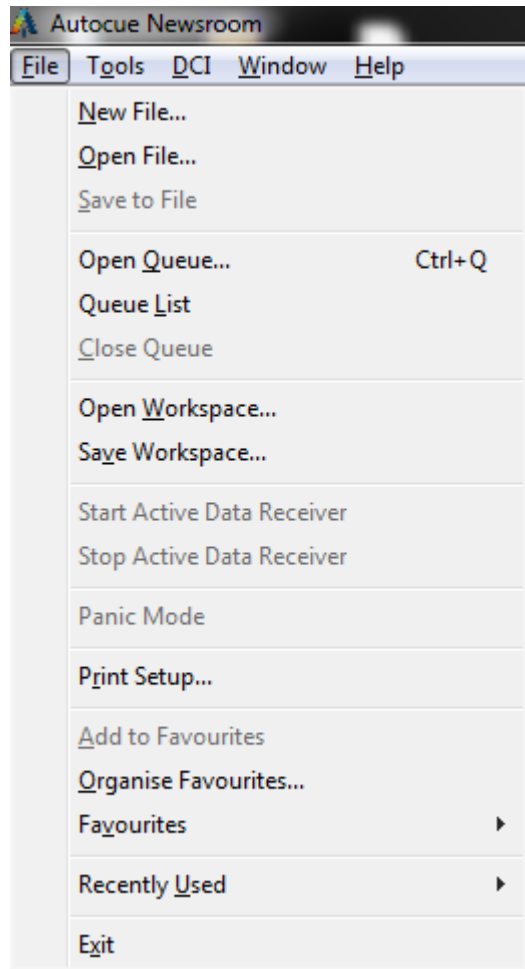 Autocue Newsroom
File Tools DCI Window Help
New File...
Open File...
Save to File
Open Queue... Ctrl+Q
Queue List
Close Queue
Open Workspace...
Save Workspace...
Start Active Data Receiver
Stop Active Data Receiver
Panic Mode
Print Setup...
Add to Favourites
Organise Favourites...
Favourites
Recently Used
Exit